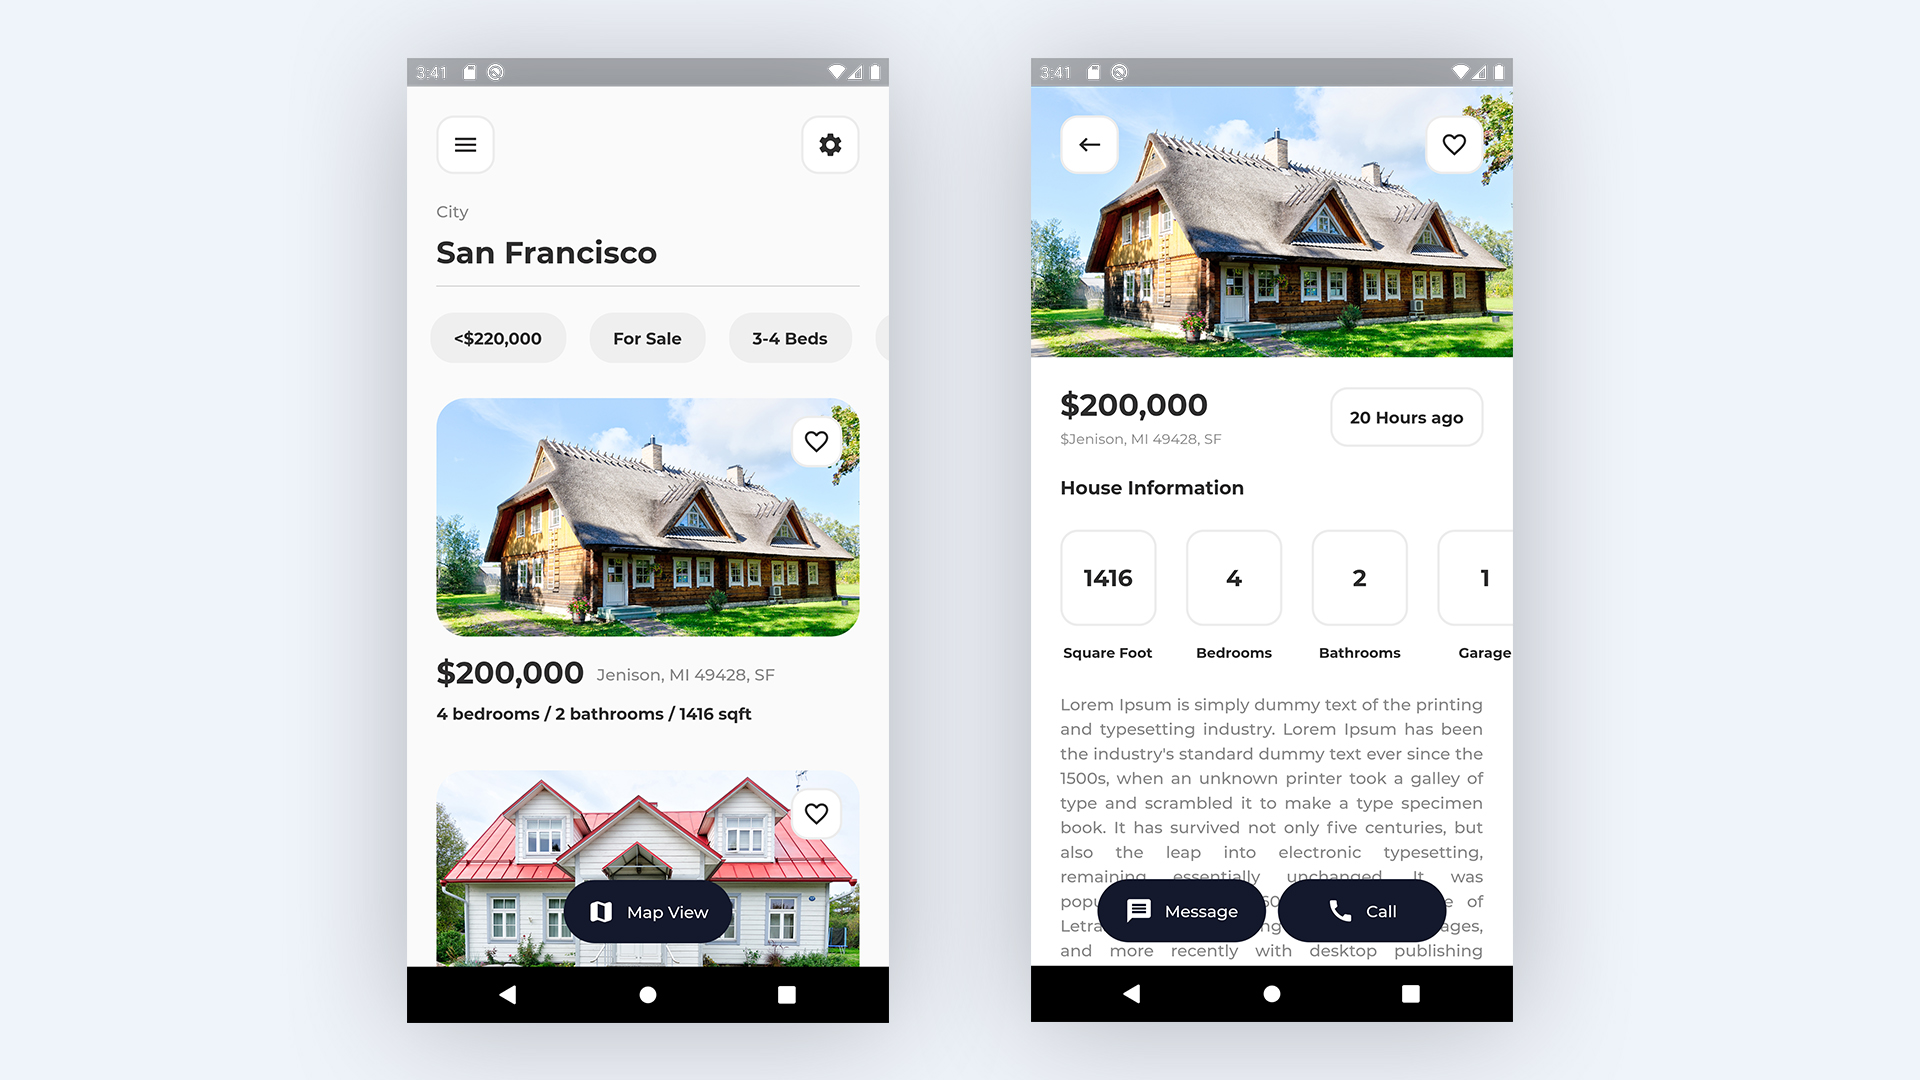 3:41
City
San Francisco
<$220,000
For Sale
3-4 Beds
$200,000 Jenison, MI 49428, SF
4 bedrooms / 2 bathrooms / 1416 sqft
Map View
3:41
$200,000
$Jenison, MI 49428, SF
20 Hours ago
House Information
1416
4
2
1
Square Foot
Bedrooms
Bathrooms
Garage
Lorem Ipsum is simply dummy text of the printing
and typesetting industry. Lorem Ipsum has been
the industry's standard dummy text ever since the
1500s, when an unknown printer took a galley of
type and scrambled it to make a type specimen
book. It has survived not only five centuries, but
also the leap into electronic typesetting,
remaining essentially unchanged. It was
of
and more recently with desktop publishing
Message
Call